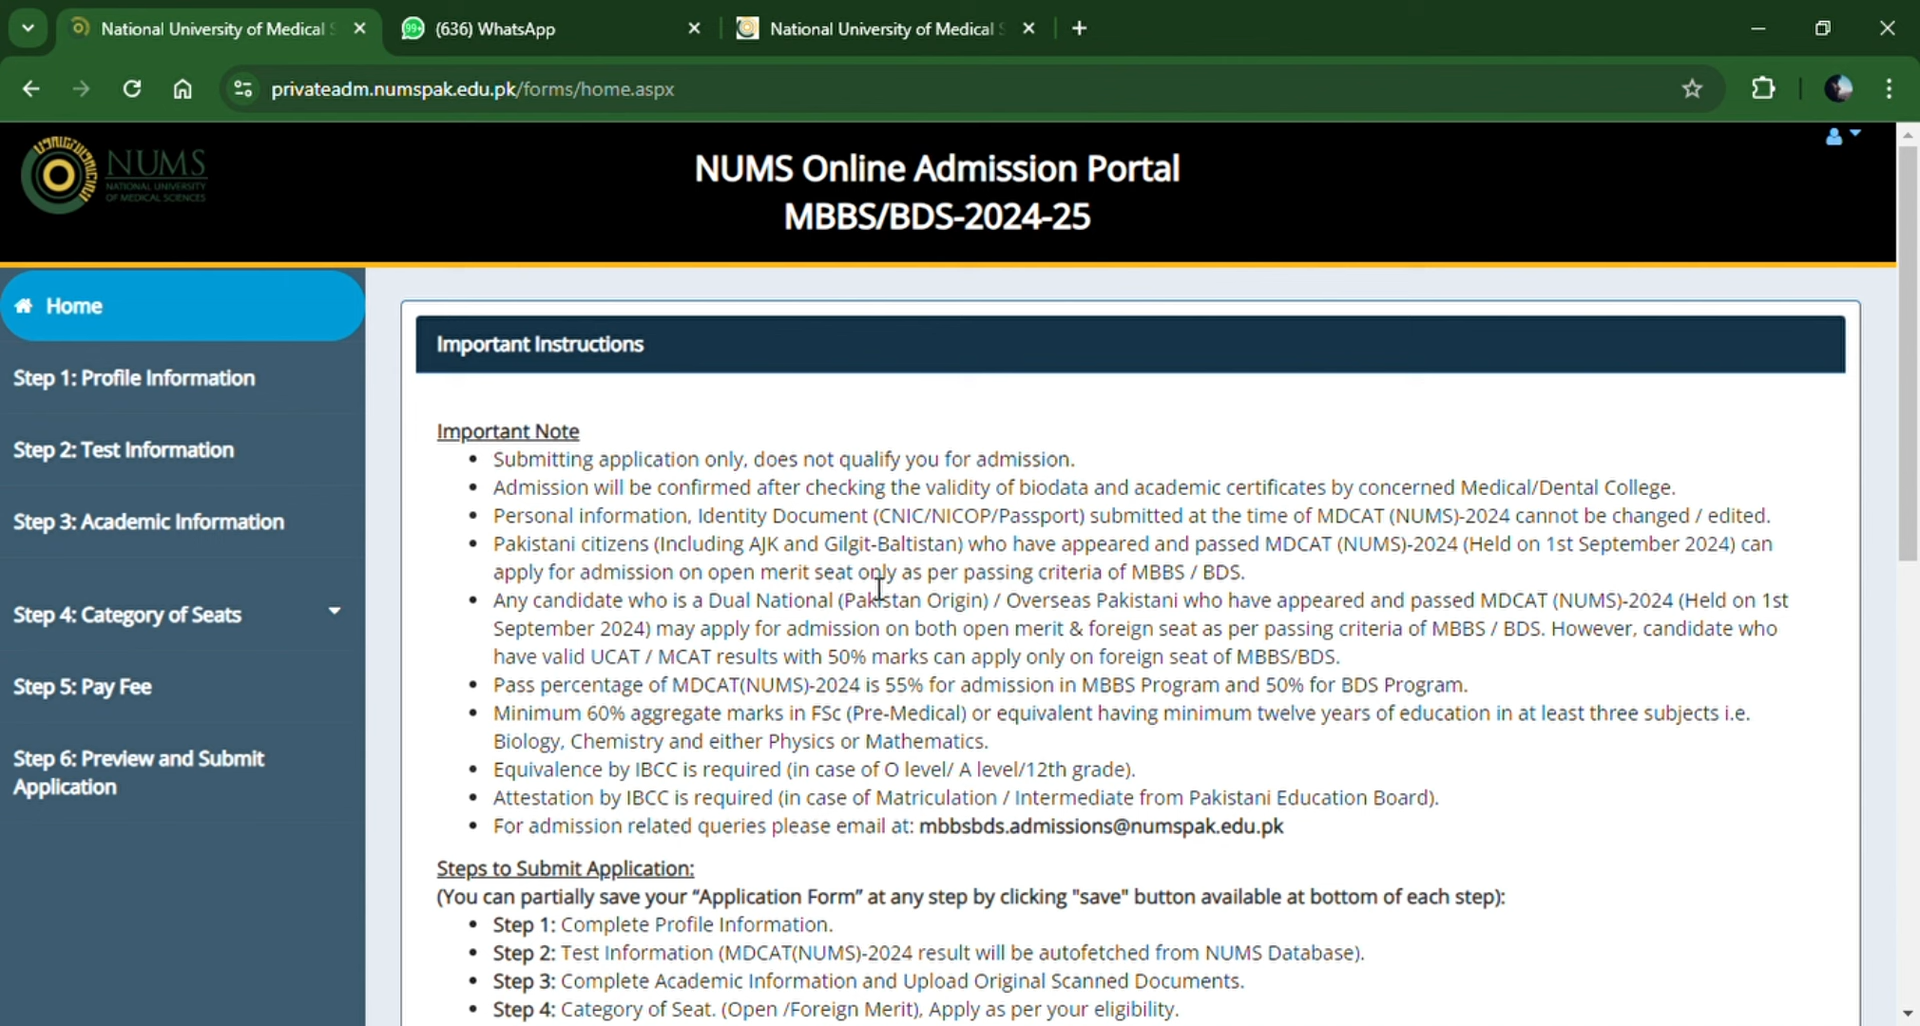 National University of Medical S
(636) WhatsApp
National University of Medical S
privateadm.numspak.edu.pk/forms/home.aspx
NUMS
NATIONAL UNIVERSITY
OF MEDICAL SCIENCES
NUMS Online Admission Portal
MBBS/BDS-2024-25
Home
Step 1: Profile Information
Step 2: Test Information
Step 3: Academic Information
Step 4: Category of Seats
Step 5: Pay Fee
Step 6: Preview and Submit
Application
Important Instructions
Important Note
• Submitting application only, does not qualify you for admission.
• Admission will be confirmed after checking the validity of biodata and academic certificates by concerned Medical/Dental College.
• Personal information, Identity Document (CNIC/NICOP/Passport) submitted at the time of MDCAT (NUMS)-2024 cannot be changed / edited.
• Pakistani citizens (Including AJK and Gilgit-Baltistan) who have appeared and passed MDCAT (NUMS)-2024 (Held on 1st September 2024) can
apply for admission on open merit seat only as per passing criteria of MBBS / BDS.
• Any candidate who is a Dual National (Pakistan Origin) / Overseas Pakistani who have appeared and passed MDCAT (NUMS)-2024 (Held on 1st
September 2024) may apply for admission on both open merit & foreign seat as per passing criteria of MBBS / BDS. However, candidate who
have valid UCAT / MCAT results with 50% marks can apply only on foreign seat of MBBS/BDS.
• Pass percentage of MDCAT(NUMS)-2024 is 55% for admission in MBBS Program and 50% for BDS Program.
• Minimum 60% aggregate marks in FSc (Pre-Medical) or equivalent having minimum twelve years of education in at least three subjects i.e.
Biology, Chemistry and either Physics or Mathematics.
• Equivalence by IBCC is required (in case of O level/ A level/12th grade).
• Attestation by IBCC is required (in case of Matriculation / Intermediate from Pakistani Education Board).
• For admission related queries please email at: mbbsbds.admissions@numspak.edu.pk
Steps to Submit Application:
(You can partially save your “Application Form” at any step by clicking "save" button available at bottom of each step):
• Step 1: Complete Profile Information.
• Step 2: Test Information (MDCAT(NUMS)-2024 result will be autofetched from NUMS Database).
• Step 3: Complete Academic Information and Upload Original Scanned Documents.
• Step 4: Category of Seat. (Open /Foreign Merit), Apply as per your eligibility.